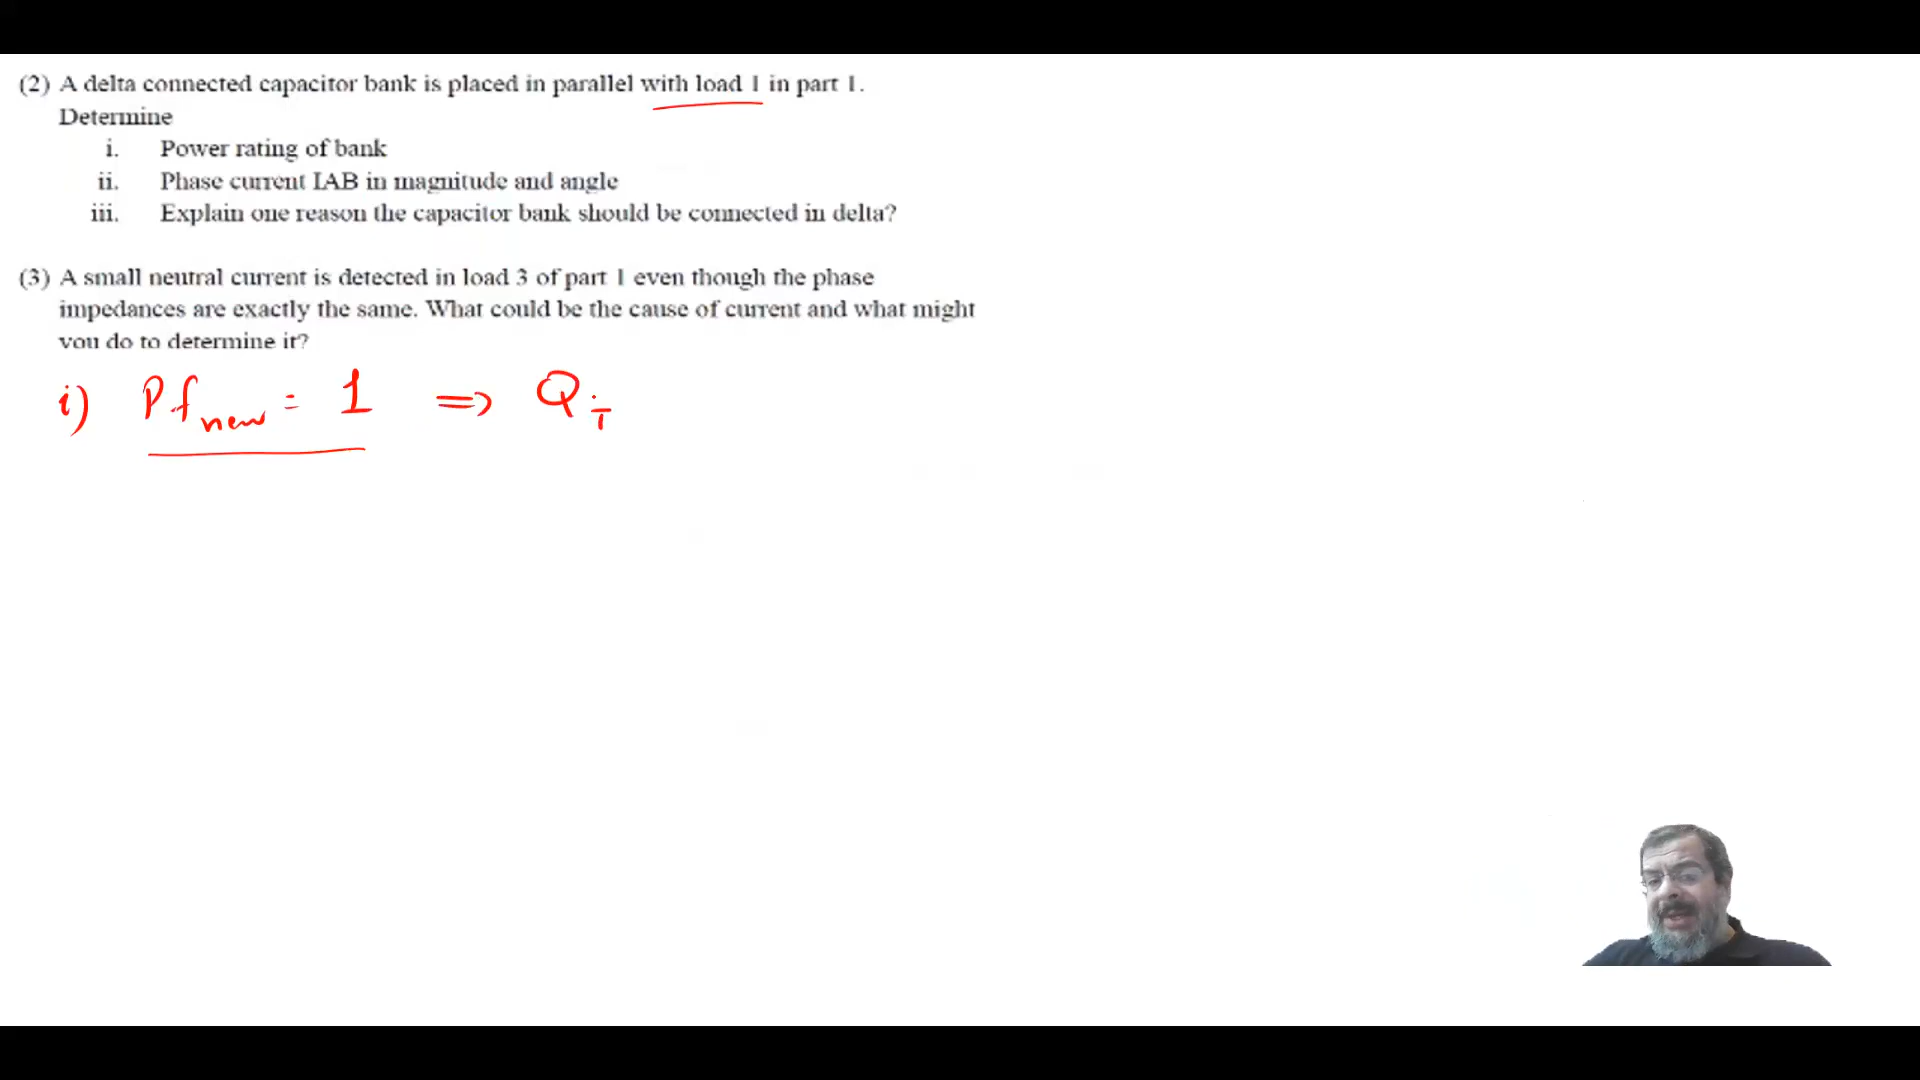 (2) A delta connected capacitor bank is placed in parallel with load 1 in part 1.
Determine
i. Power rating of bank
ii. Phase current IAB in magnitude and angle
iii. Explain one reason the capacitor bank should be connected in delta?
(3) A small neutral current is detected in load 3 of part 1 even though the phase
impedances are exactly the same. What could be the cause of current and what might
you do to determine it?
i) P.f new = 1 ⇒ Q T